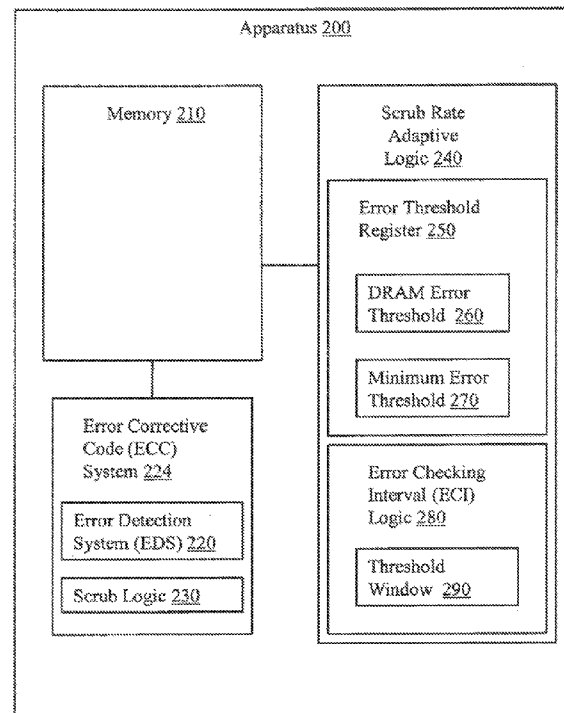 Apparatus 200
Memory 210
Scrub Rate
Adaptive
Logic 240
Error Threshold
Register 250
DRAM Error
Threshold 260
Minimum Error
Threshold 270
Error Corrective
Code (ECC)
System 224
Error Detection
System (EDS) 220
Scrub Logic 230
Error Checking
Interval (ECI)
Logic 280
Threshold
Window 290